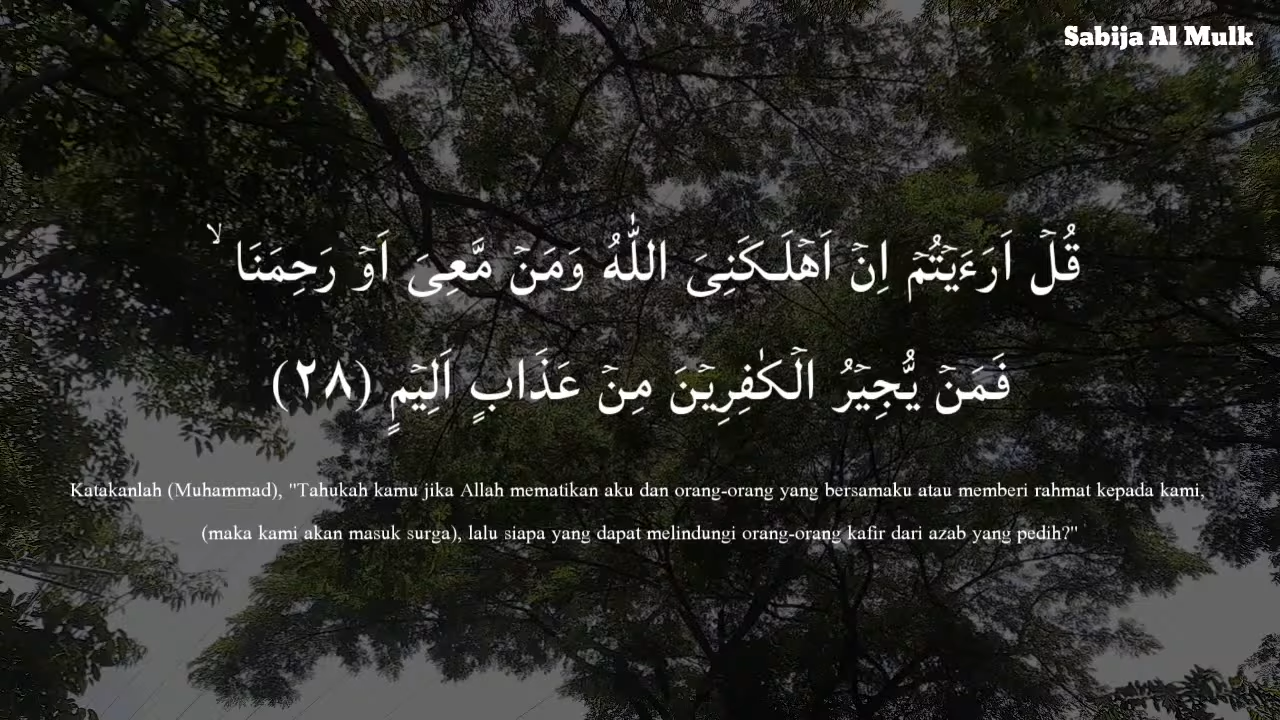 Sabija Al Mulk
قُلۡ اَرَءَيۡتُمۡ اِنۡ اَهۡلَـكَنِىَ اللّٰهُ وَمَنۡ مَّعِىَ اَوۡ رَحِمَنَا ۙ
فَمَنۡ يُّجِيۡرُ الۡكٰفِرِيۡنَ مِنۡ عَذَابٍ اَلِيۡمٍ (٢٨)
Katakanlah (Muhammad), "Tahukah kamu jika Allah mematikan aku dan orang-orang yang bersamaku atau memberi rahmat kepada kami,
(maka kami akan masuk surga), lalu siapa yang dapat melindungi orang-orang kafir dari azab yang pedih?"